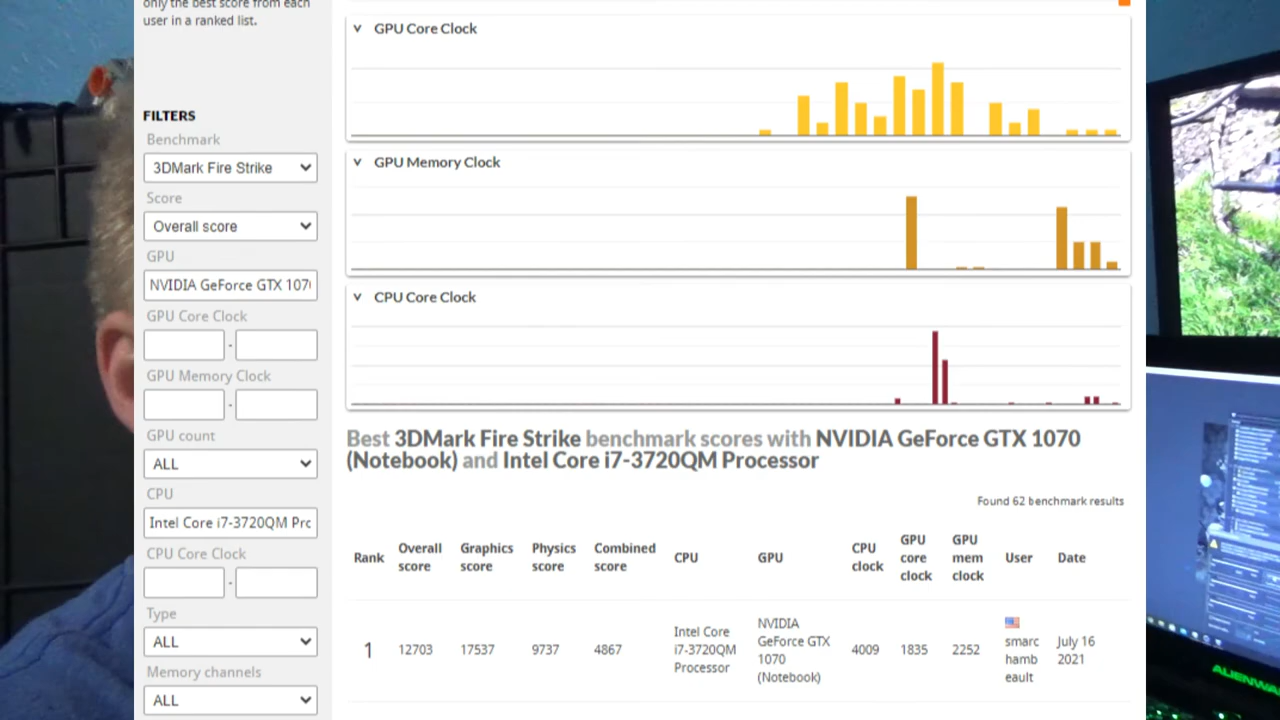 only the best score from each
user in a ranked list.
FILTERS
Benchmark
3DMark Fire Strike
Score
Overall score
GPU
NVIDIA GeForce GTX 107
GPU Core Clock
-
GPU Memory Clock
-
GPU count
ALL
CPU
Intel Core i7-3720QM Prc
CPU Core Clock
-
Type
ALL
Memory channels
ALL
GPU Core Clock
GPU Memory Clock
CPU Core Clock
Best 3DMark Fire Strike benchmark scores with NVIDIA GeForce GTX 1070
(Notebook) and Intel Core i7-3720QM Processor
Found 62 benchmark results
Rank Overall score Graphics score Physics score Combined score CPU GPU CPU clock GPU core clock GPU mem clock User Date
1 12703 17537 9737 4867 Intel Core i7-3720QM Processor NVIDIA GeForce GTX 1070 (Notebook) 4009 1835 2252 smarc hamb eault July 16 2021
ALIENWA